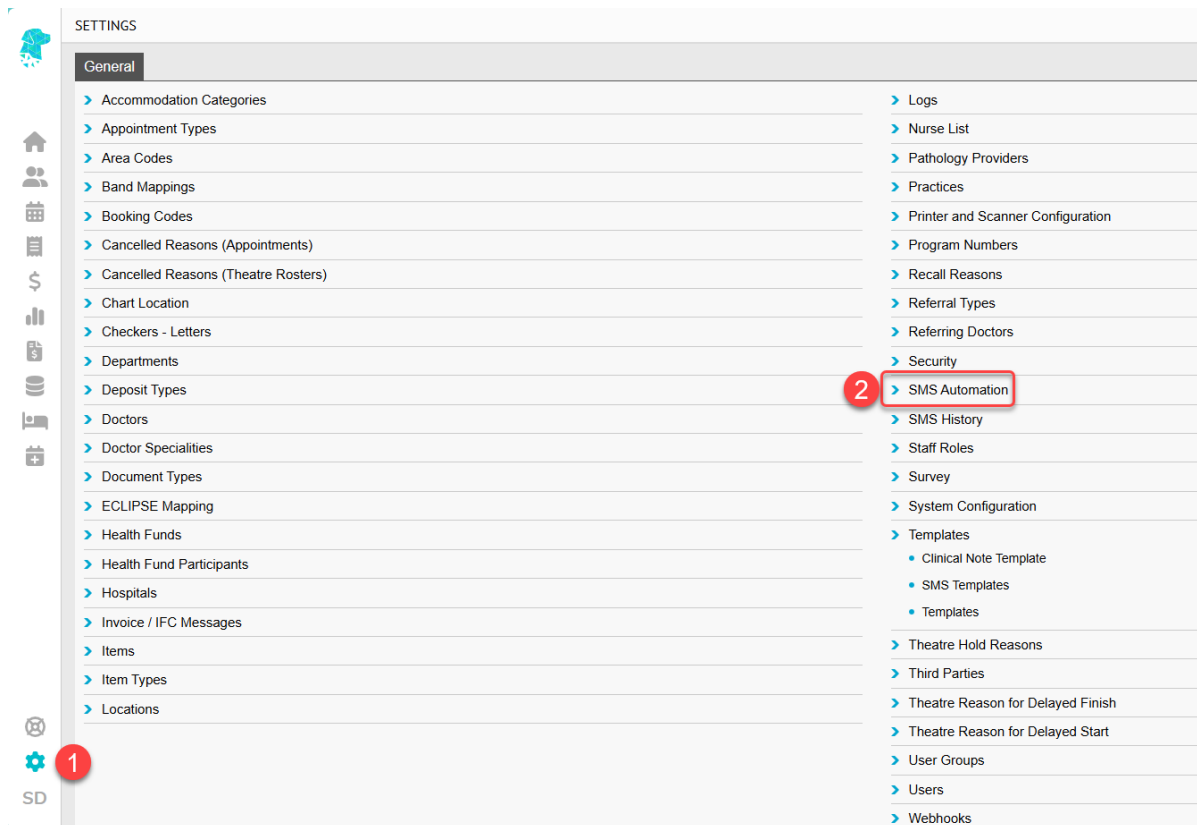 SETTINGS
General
Accommodation Categories
Appointment Types
Area Codes
Band Mappings
Booking Codes
Cancelled Reasons (Appointments)
Cancelled Reasons (Theatre Rosters)
Chart Location
Checkers - Letters
Departments
Deposit Types
Doctors
Doctor Specialities
Document Types
ECLIPSE Mapping
Health Funds
Health Fund Participants
Hospitals
Invoice / IFC Messages
Items
Item Types
Locations
Logs
Nurse List
Pathology Providers
Practices
Printer and Scanner Configuration
Program Numbers
Recall Reasons
Referral Types
Referring Doctors
Security
2
SMS Automation
SMS History
Staff Roles
Survey
System Configuration
Templates
Clinical Note Template
SMS Templates
Templates
Theatre Hold Reasons
Third Parties
Theatre Reason for Delayed Finish
Theatre Reason for Delayed Start
User Groups
Users
Webhooks
1
SD